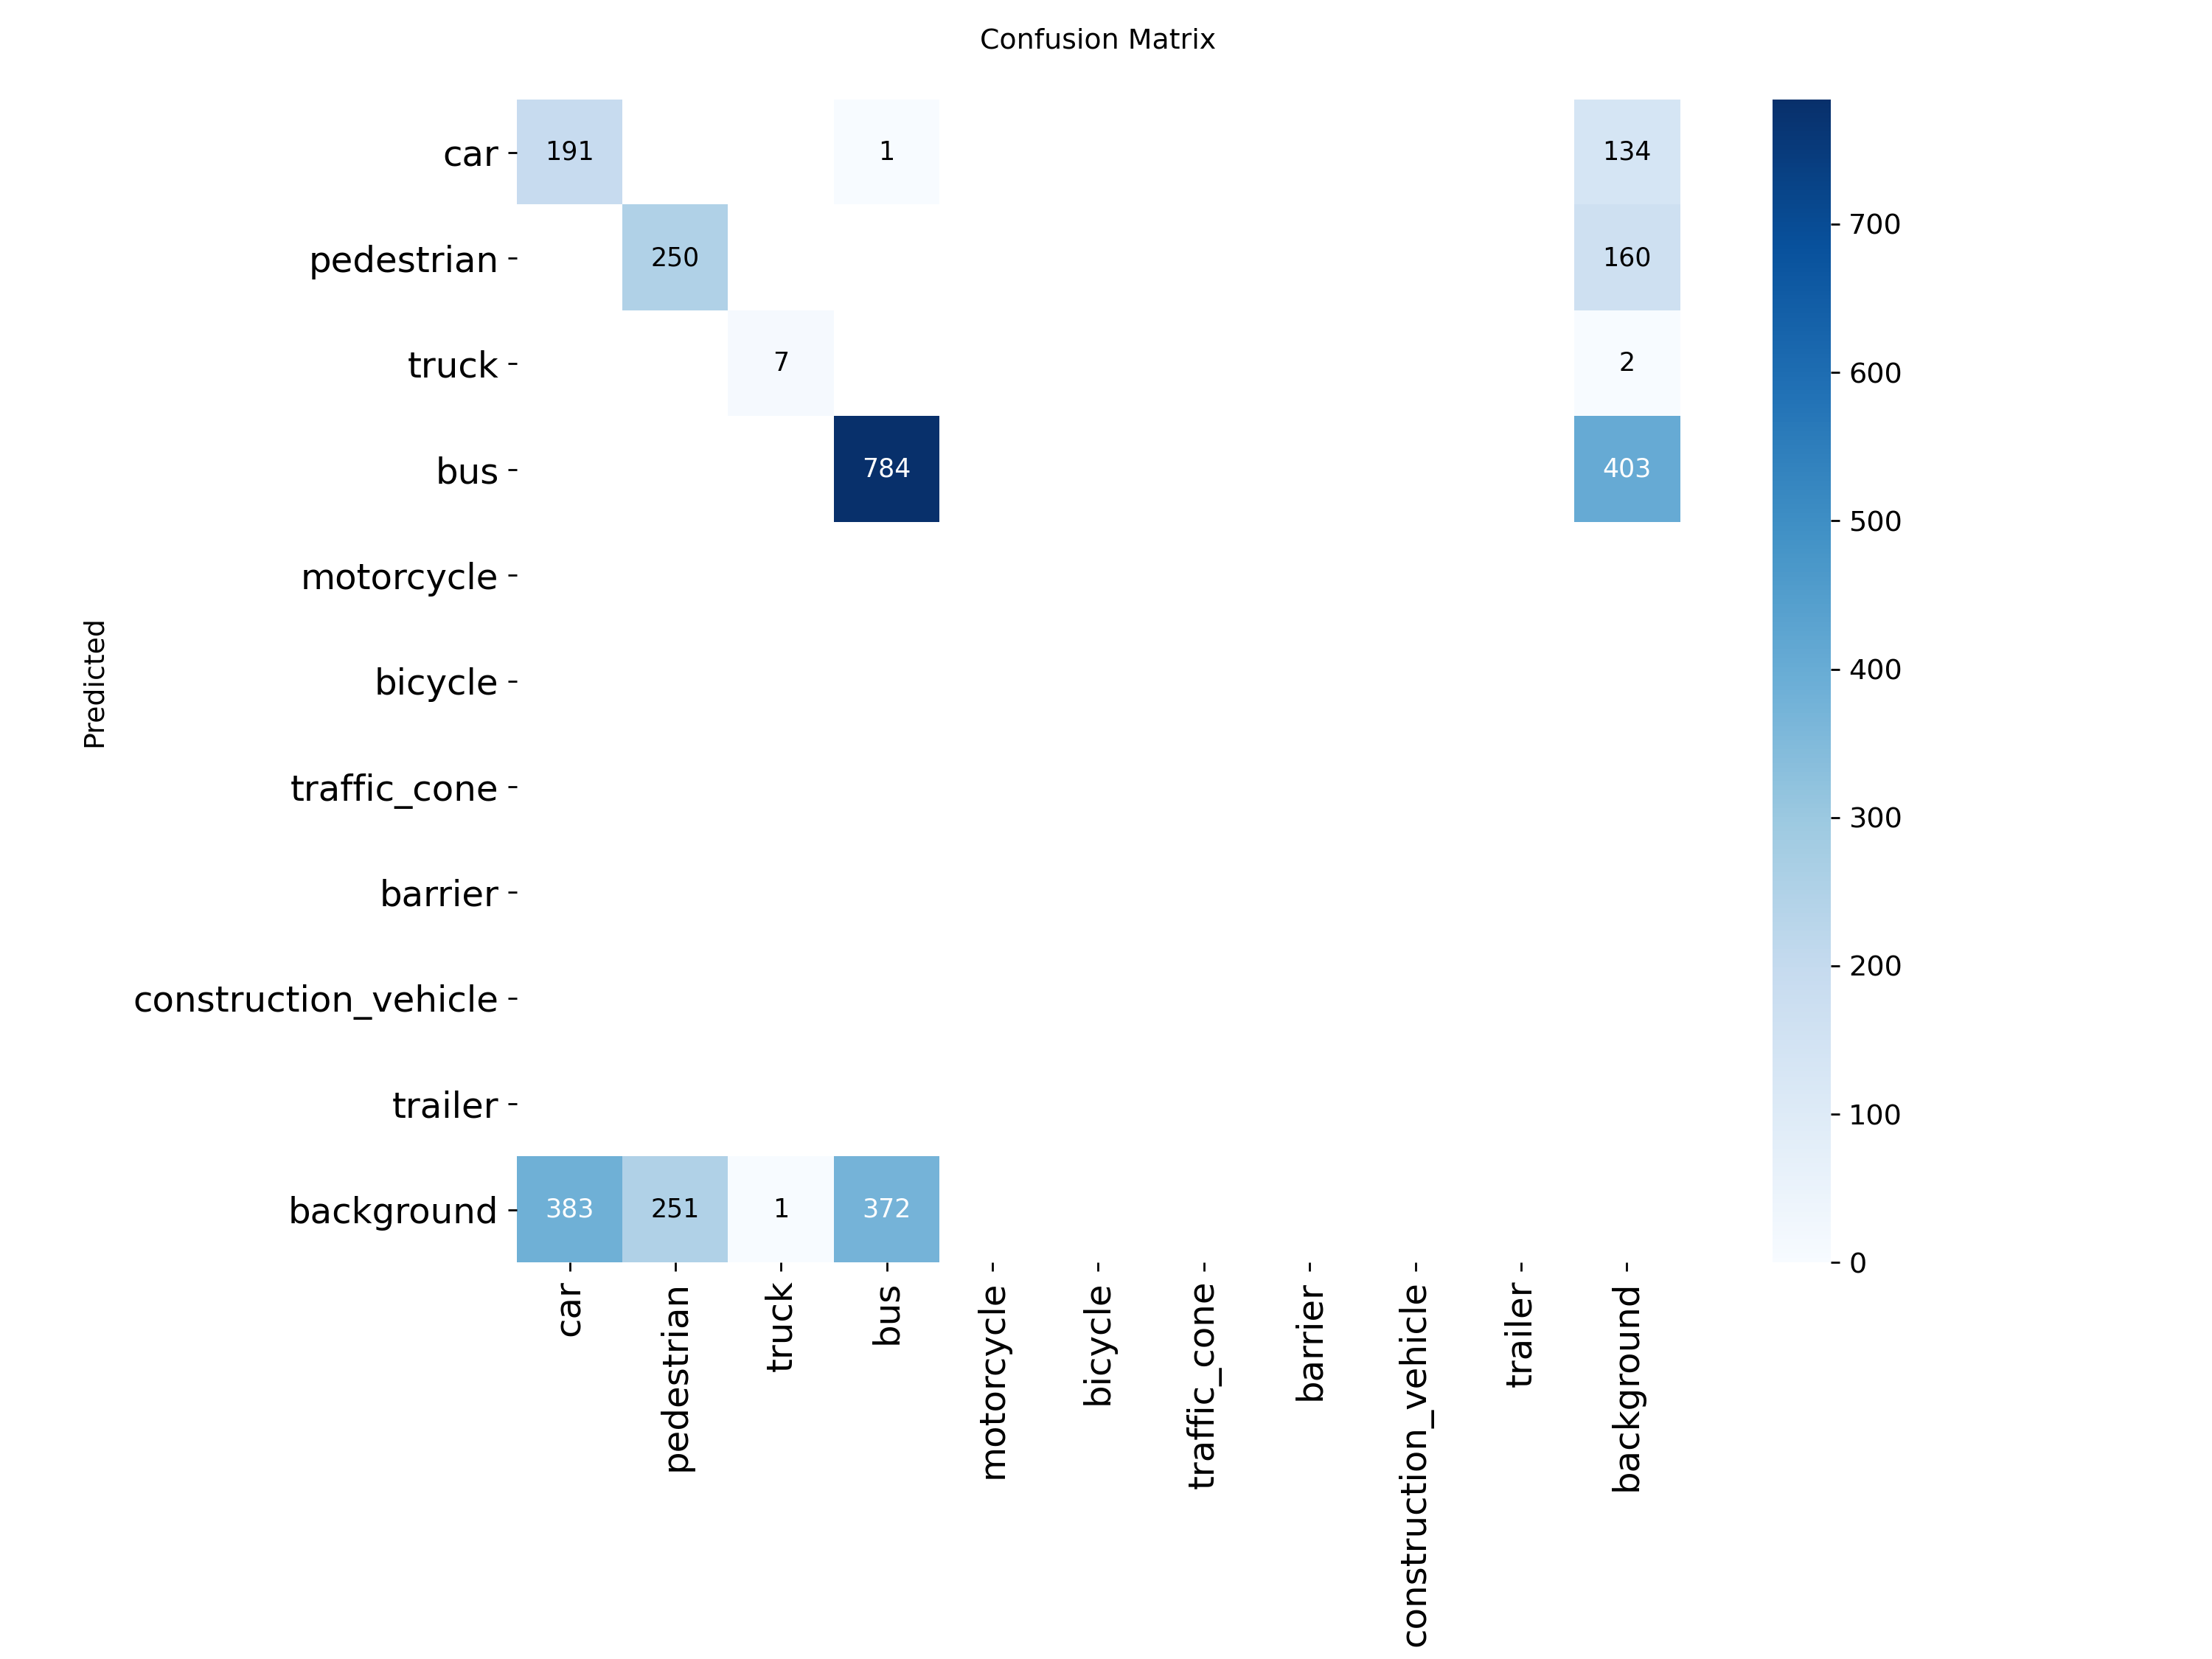 Confusion Matrix
car 191 1 134
pedestrian 250 160
truck 7 2
bus 784 403
motorcycle
bicycle
traffic_cone
barrier
construction_vehicle
trailer
background 383 251 1 372
Predicted
car
pedestrian
truck
bus
motorcycle
bicycle
traffic_cone
barrier
construction_vehicle
trailer
background
700
600
500
400
300
200
100
0